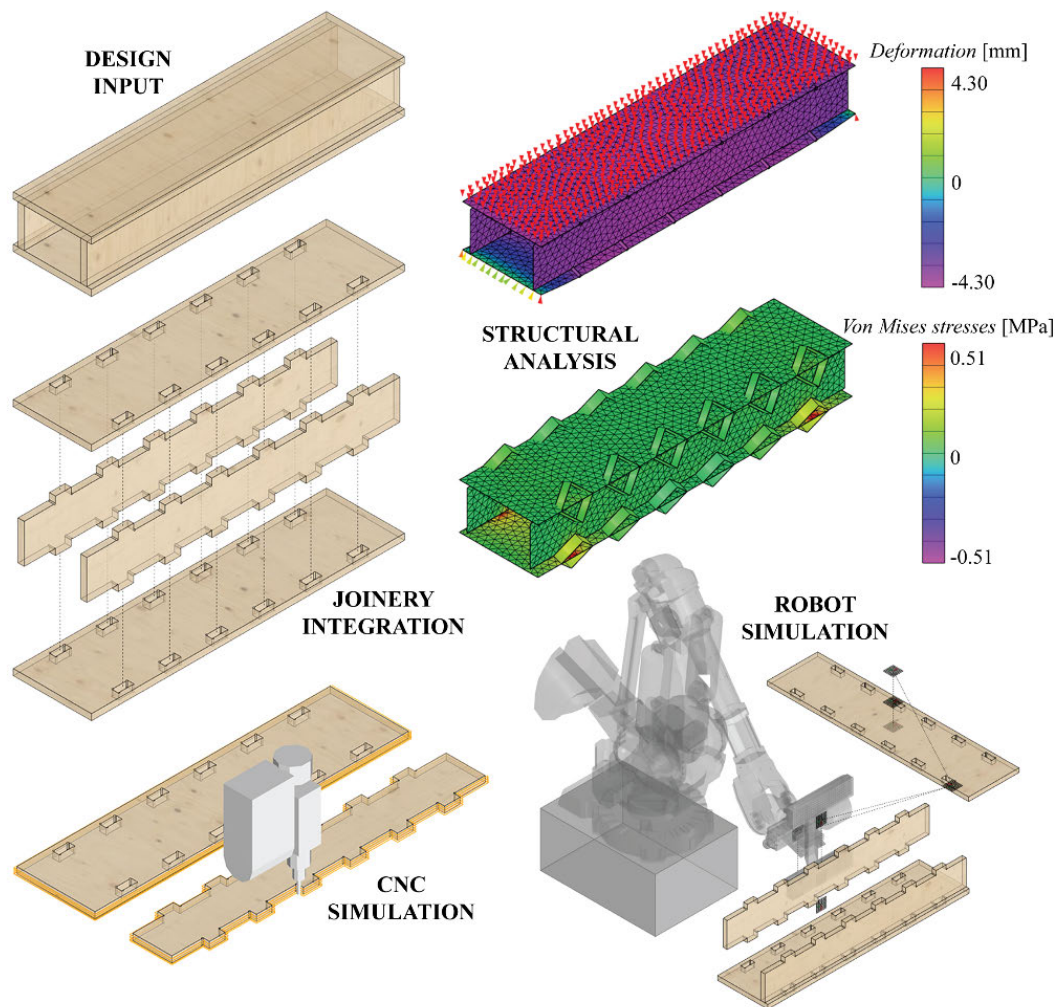 DESIGN
INPUT
Deformation [mm]
4.30
0
-4.30
STRUCTURAL
ANALYSIS
Von Mises stresses [MPa]
0.51
0
-0.51
JOINERY
INTEGRATION
ROBOT
SIMULATION
CNC
SIMULATION